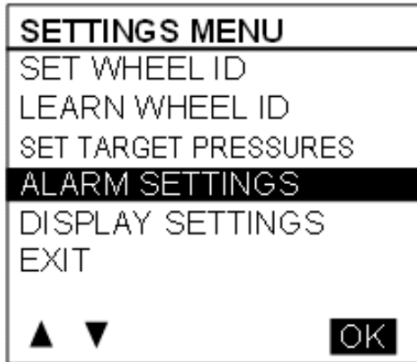 SETTINGS MENU
SET WHEEL ID
LEARN WHEEL ID
SET TARGET PRESSURES
ALARM SETTINGS
DISPLAY SETTINGS
EXIT
▲ ▼ OK